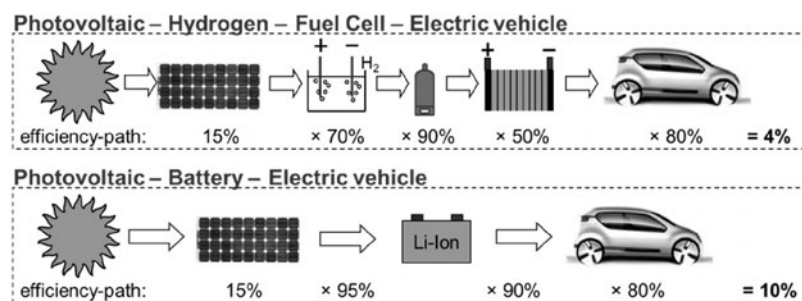 Photovoltaic – Hydrogen – Fuel Cell – Electric vehicle
+ – H2 + –
efficiency-path: 15% × 70% × 90% × 50% × 80% = 4%
Photovoltaic – Battery – Electric vehicle
Li-Ion
efficiency-path: 15% × 95% × 90% × 80% = 10%